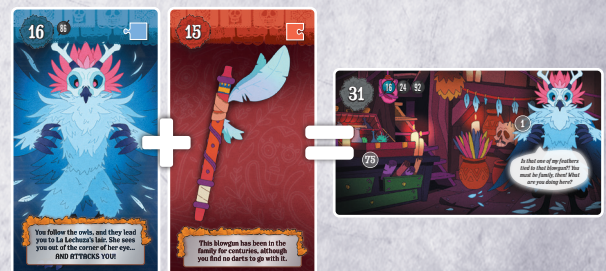 16
86
You follow the owls, and they lead
you to La Lechuza's lair. She sees
you out of the corner of her eye...
AND ATTACKS YOU!
+
15
This blowgun has been in the
family for centuries, although
you find no darts to go with it.
=
31
16 24 92
75
1
Is that one of my feathers
tied to that blowgun?! You
must be family, then! What
are you doing here?